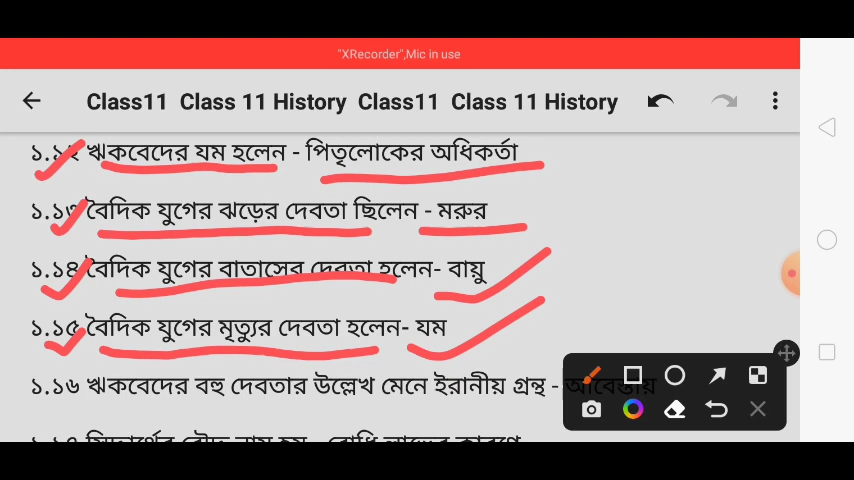 "XRecorder",Mic in use
Class11 Class 11 History Class11 Class 11 History
১.১২ ঋকবেদের যম হলেন - পিতৃলোকের অধিকর্তা
১.১৩ বৈদিক যুগের ঝড়ের দেবতা ছিলেন - মরুর
১.১৪ বৈদিক যুগের বাতাসের দেবতা হলেন- বায়ু
১.১৫ বৈদিক যুগের মৃত্যুর দেবতা হলেন- যম
১.১৬ ঋকবেদের বহু দেবতার উল্লেখ মেনে ইরানীয় গ্রন্থ - আবেস্তায়